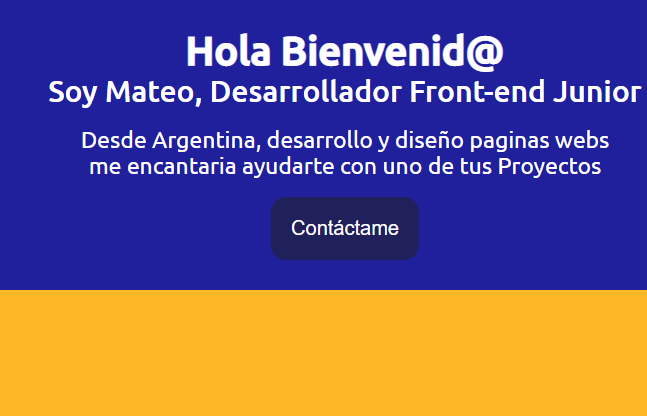 Hola Bienvenid@
Soy Mateo, Desarrollador Front-end Junior
Desde Argentina, desarrollo y diseño paginas webs
me encantaria ayudarte con uno de tus Proyectos
Contáctame